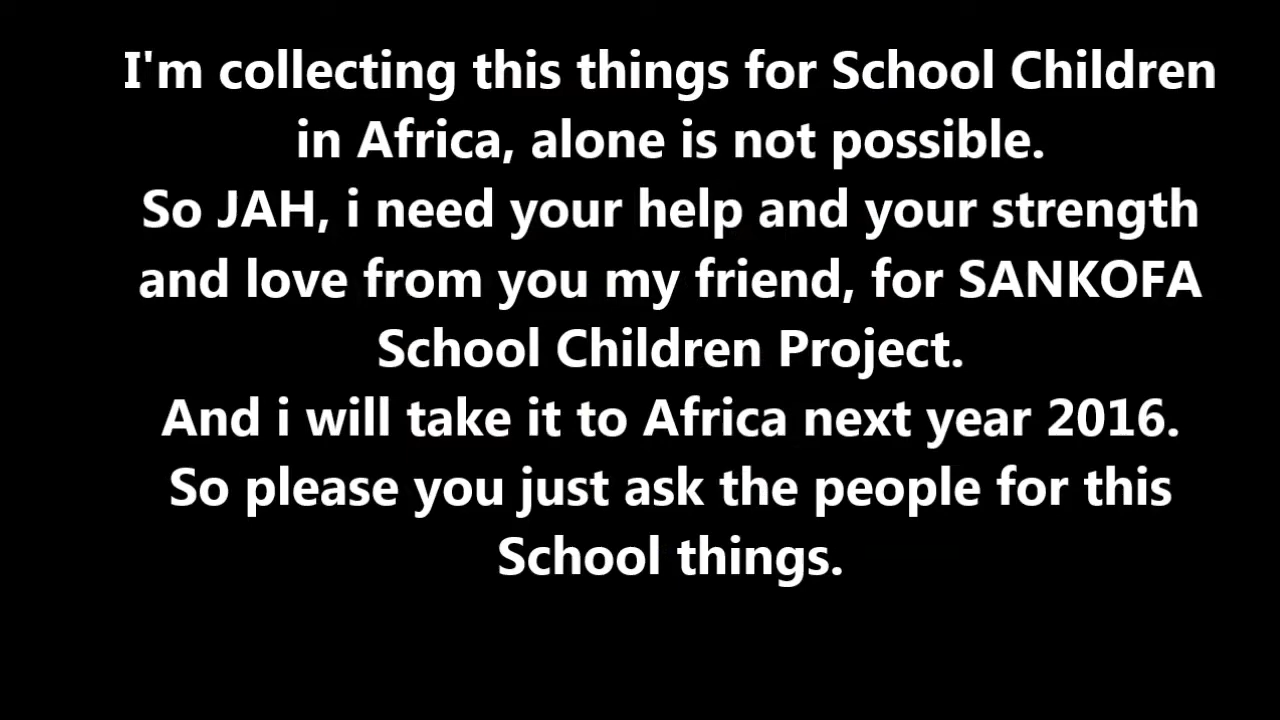 I'm collecting this things for School Children
in Africa, alone is not possible.
So JAH, i need your help and your strength
and love from you my friend, for SANKOFA
School Children Project.
And i will take it to Africa next year 2016.
So please you just ask the people for this
School things.